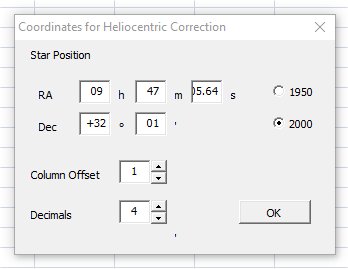 Coordinates for Heliocentric Correction
Star Position
RA 09 h 47 m 05.64 s 1950
Dec +32 ° 01 ' 2000
Column Offset 1
Decimals 4 OK
'